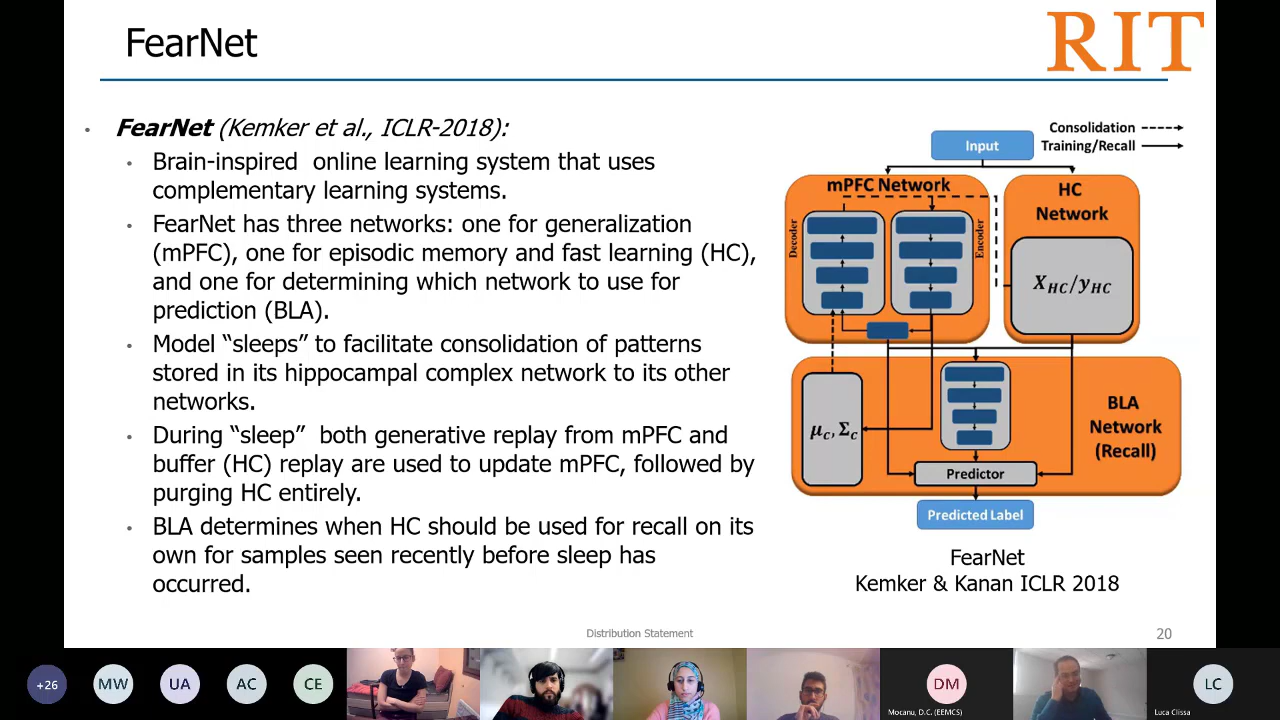 FearNet
RIT
• FearNet (Kemker et al., ICLR-2018):
• Brain-inspired online learning system that uses
complementary learning systems.
• FearNet has three networks: one for generalization
(mPFC), one for episodic memory and fast learning (HC),
and one for determining which network to use for
prediction (BLA).
• Model “sleeps” to facilitate consolidation of patterns
stored in its hippocampal complex network to its other
networks.
• During “sleep” both generative replay from mPFC and
buffer (HC) replay are used to update mPFC, followed by
purging HC entirely.
• BLA determines when HC should be used for recall on its
own for samples seen recently before sleep has
occurred.
Consolidation
Training/Recall
Input
mPFC Network
Decoder
Encoder
HC
Network
X_HC/y_HC
μ_c, Σ_c
BLA
Network
(Recall)
Predictor
Predicted Label
FearNet
Kemker & Kanan ICLR 2018
Distribution Statement
20
+26
MW
UA
AC
CE
DM
Mocanu, D.C. (EEMCS)
LC
Luca Clissa